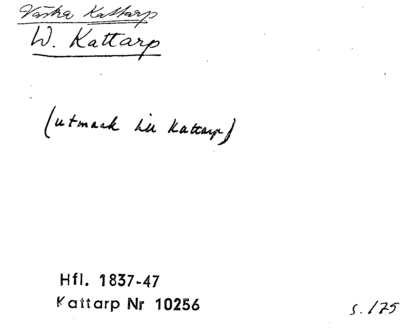 Västra Kattarp
W. Kattarp
(utmark till Kattarp)
Hfl. 1837-47
Kattarp Nr 10256
s. 175